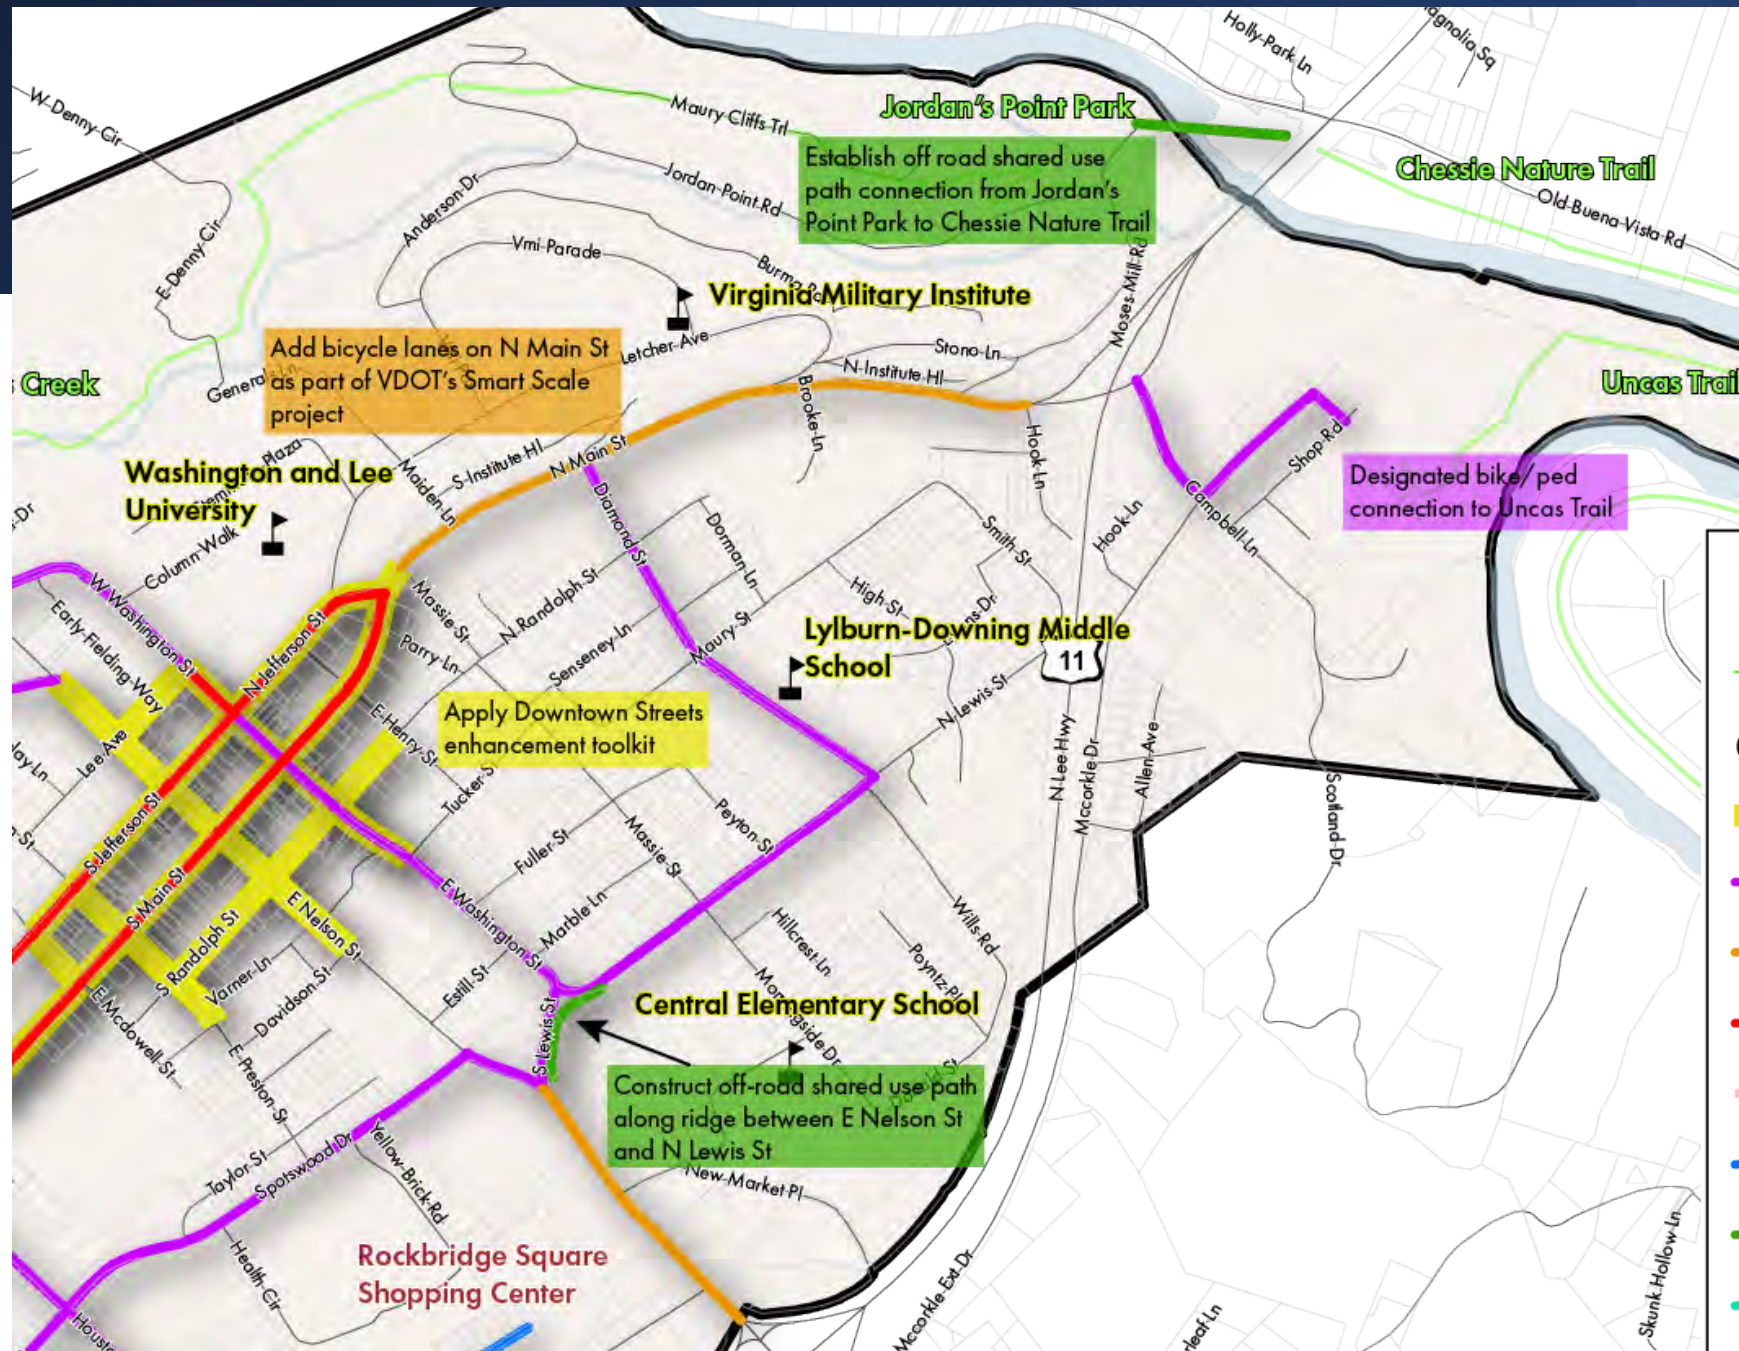 Holly-Park Ln
agnolia Sq
W-Denny-Cir
Jordan's Point Park
Maury Cliffs Trl
Establish off road shared use
path connection from Jordan's
Point Park to Chessie Nature Trail
Chessie Nature Trail
Old-Buena Vista Rd
Jordan-Point Rd
Anderson-Dr
E-Denny-Cir
Vmi-Parade
Moses-Mill-Rd
Virginia Military Institute
Add bicycle lanes on N Main St
as part of VDOT's Smart Scale
project
Letcher-Ave
Stono-Ln
N-Institute-Hl
Creek
Uncas Trail
Brooke-Ln
Hook-Ln
N Main St
S-Institute-Hl
Plaza
Maiden-Ln
Washington and Lee
University
Shop-Rd
Designated bike/ped
connection to Uncas Trail
Diamond St
Campbell-Ln
Dorman-Ln
Smith-St
Hook-Ln
Column-Walk
W Washington St
Early-Fielding-Way
Massie-St
N-Randolph-St
High-St
N Jefferson St
Parry-Ln
Senseney-Ln
Maury-St
Lylburn-Downing Middle
School
11
N-Lewis-St
E-Henry-St
Apply Downtown Streets
enhancement toolkit
Lee Ave
Tucker-S
N-Lee Hwy
Mccorkle-Dr
Allen-Ave
Scotland-Dr
S Jefferson St
Fuller-St
Massie-St
Peyton-St
S Main St
E Washington St
Marble Ln
E Nelson St
Hillcrest-Ln
Wills-Rd
S Randolph St
Varner-Ln
Davidson-St
Estill-St
Poyntz-Pl
E-Mcdowell-St
Central Elementary School
S Lewis-St
E-Preston-St
Construct off-road shared use path
along ridge between E Nelson St
and N Lewis St
Taylor-St
Spotswood Dr
Yellow-Brick-Rd
New-Market-Pl
Health-Cir
Rockbridge Square
Shopping Center
Mccorkle-Ext-Dr
Skunk Hollow-Ln
leaf-Ln
Housto